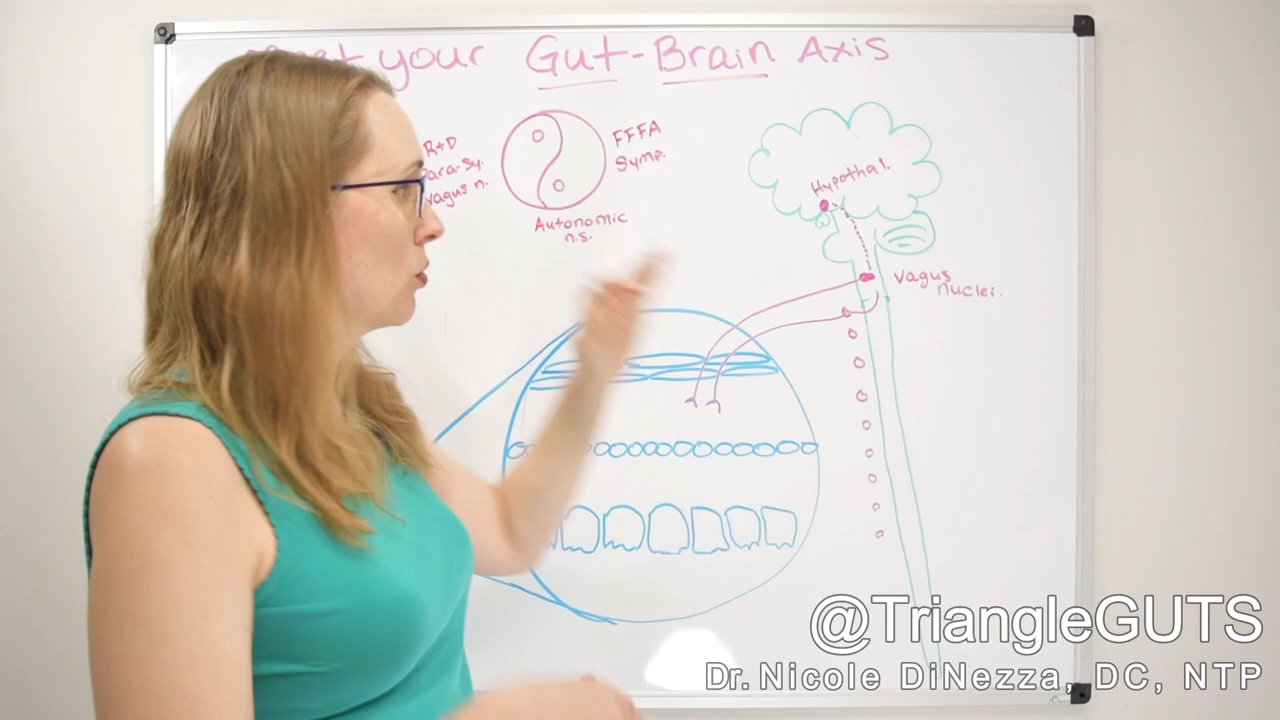 your Gut-Brain Axis
R+D
Para-Sy.
Vagus n.
FFFA
Symp.
Autonomic
n.s.
Hypothal.
Vagus
nuclei.
@TriangleGUTS
Dr. Nicole DiNezza, DC, NTP